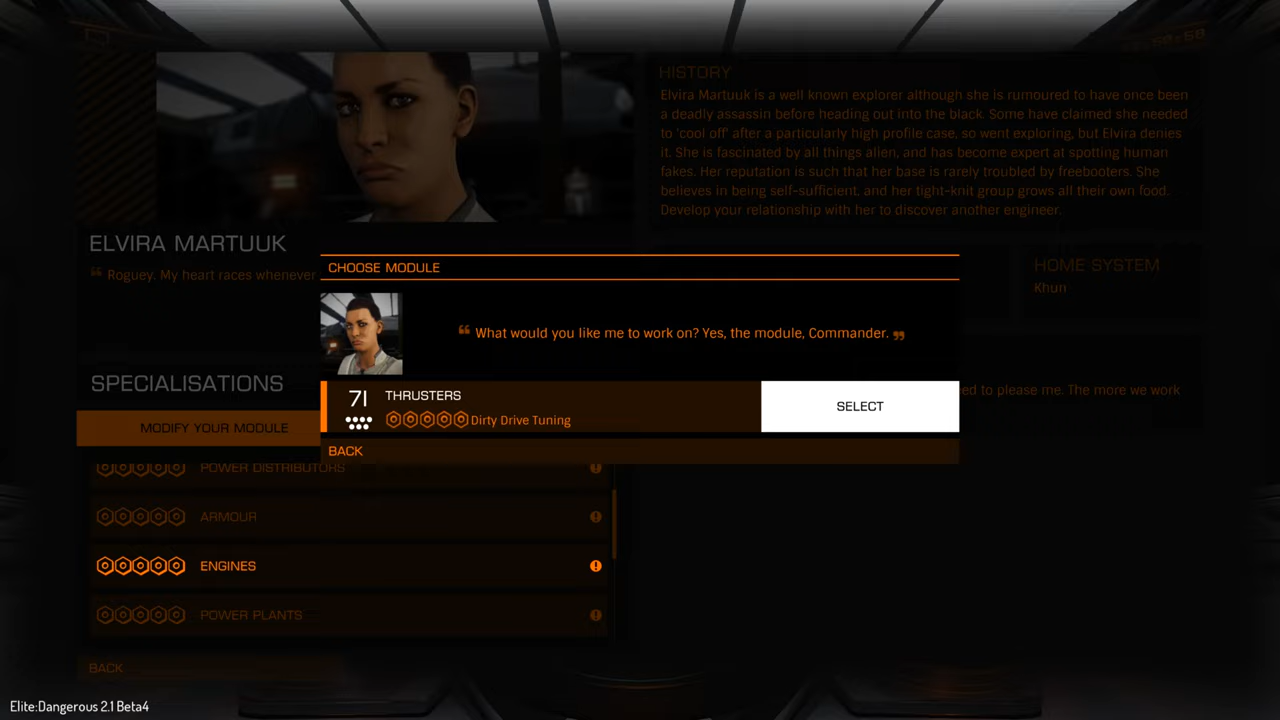 HISTORY
Elvira Martuuk is a well known explorer although she is rumoured to have once been
a deadly assassin before heading out into the black. Some have claimed she needed
to 'cool off' after a particularly high profile case, so went exploring, but Elvira denies
it. She is fascinated by all things alien, and has become expert at spotting human
fakes. Her reputation is such that her base is rarely troubled by freebooters. She
believes in being self-sufficient, and her tight-knit group grows all their own food.
Develop your relationship with her to discover another engineer.
ELVIRA MARTUUK
“ Roguey. My heart races whenever
HOME SYSTEM
Khun
CHOOSE MODULE
“ What would you like me to work on? Yes, the module, Commander. ”
71 THRUSTERS
Dirty Drive Tuning
SELECT
BACK
to please me. The more we work
SPECIALISATIONS
MODIFY YOUR MODULE
POWER DISTRIBUTORS
ARMOUR
ENGINES
POWER PLANTS
BACK
Elite:Dangerous 2.1 Beta4